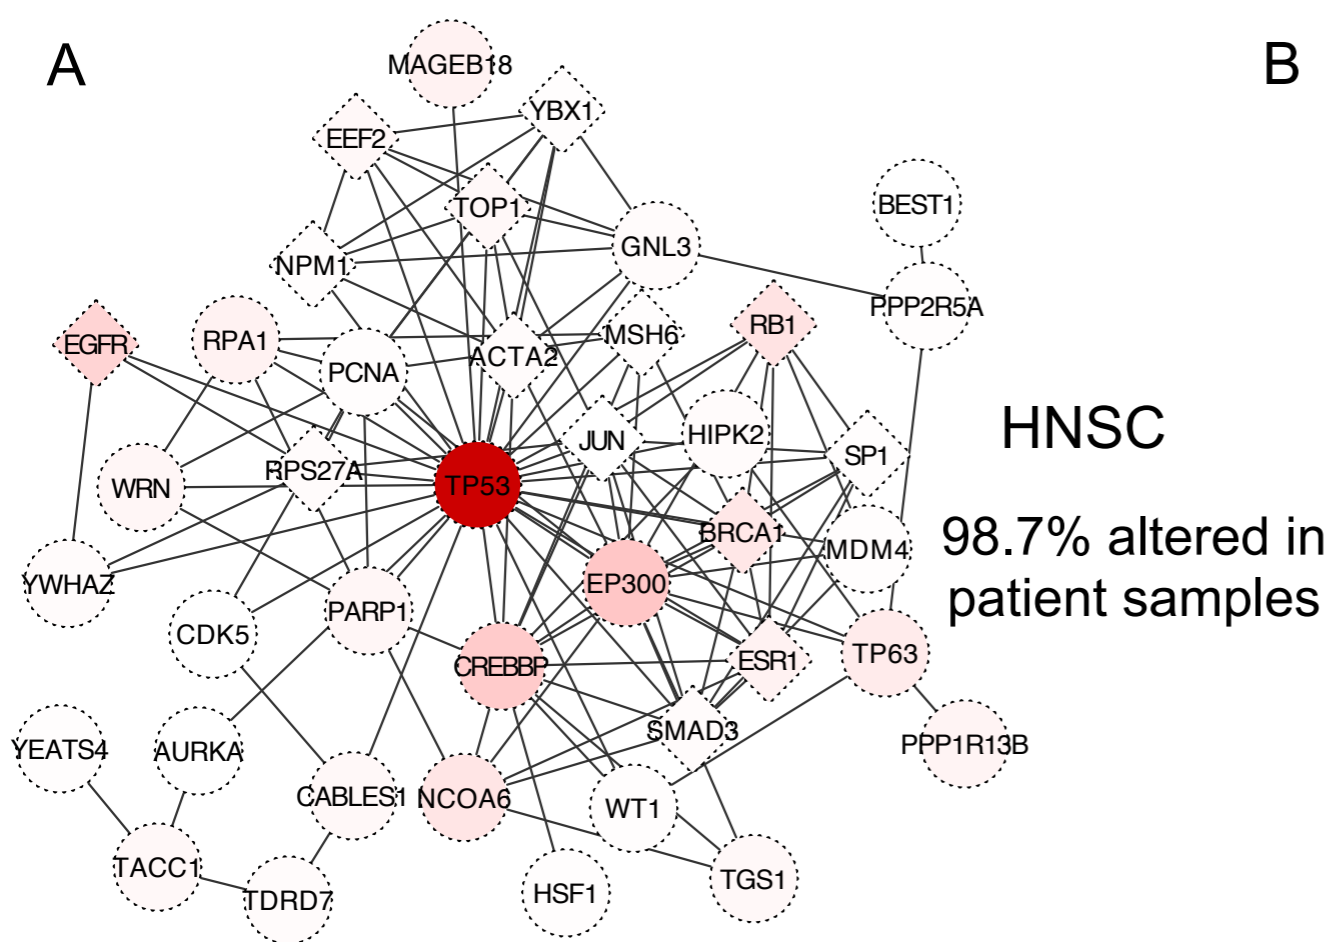 A
B
MAGEB18
YBX1
EEF2
TOP1
BEST1
GNL3
NPM1
PPP2R5A
EGFR
RPA1
MSH6
RB1
PCNA
ACTA2
HNSC
JUN
HIPK2
SP1
RPS27A
WRN
TP53
BRCA1
MDM4
98.7% altered in
patient samples
YWHAZ
EP300
PARP1
CDK5
CREBBP
ESR1
TP63
SMAD3
PPP1R13B
YEATS4
AURKA
CABLES1
NCOA6
WT1
TACC1
TDRD7
HSF1
TGS1